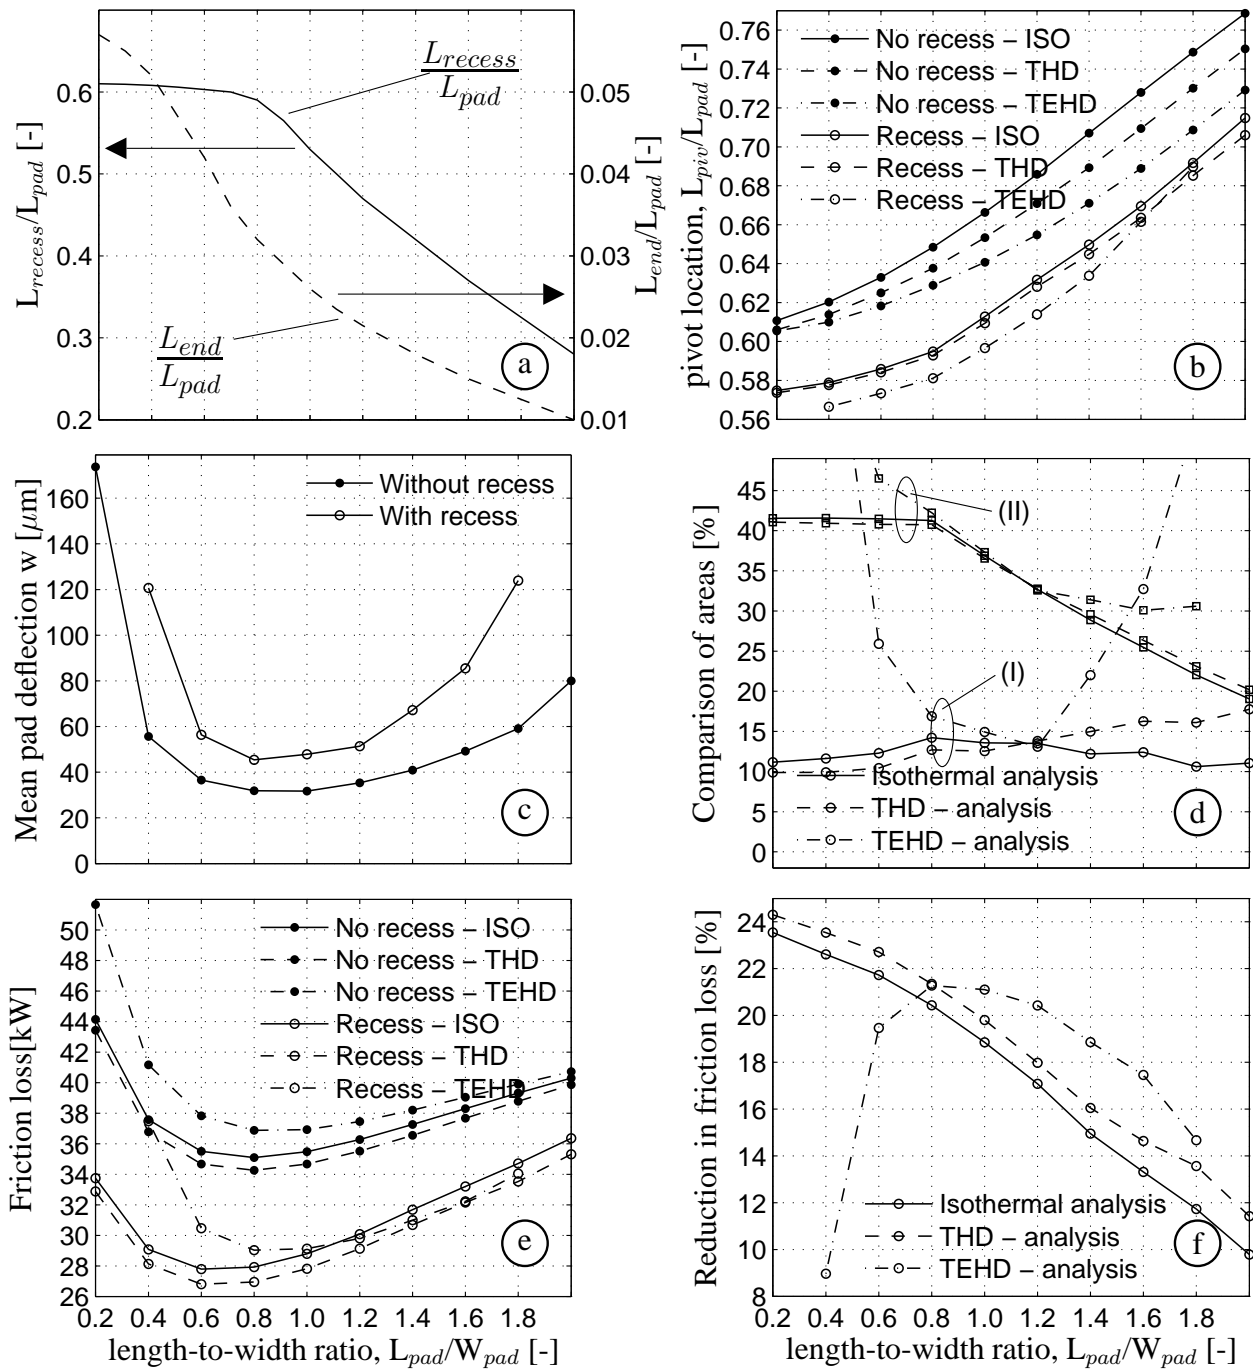 L_recess/L_pad [-]
0.6
0.5
0.4
0.3
0.2
L_recess
L_pad
L_end
L_pad
a
0.05
0.04
0.03
0.02
0.01
L_end/L_pad [-]
pivot location, L_piv/L_pad [-]
0.76
0.74
0.72
0.70
0.68
0.66
0.64
0.62
0.60
0.58
0.56
No recess – ISO
No recess – THD
No recess – TEHD
Recess – ISO
Recess – THD
Recess – TEHD
b
Mean pad deflection w [μm]
160
140
120
100
80
60
40
20
0
Without recess
With recess
c
Comparison of areas [%]
45
40
35
30
25
20
15
10
5
0
(II)
(I)
Isothermal analysis
THD – analysis
TEHD – analysis
d
Friction loss[kW]
50
48
46
44
42
40
38
36
34
32
30
28
26
No recess – ISO
No recess – THD
No recess – TEHD
Recess – ISO
Recess – THD
Recess – TEHD
e
0.2 0.4 0.6 0.8 1.0 1.2 1.4 1.6 1.8
length-to-width ratio, L_pad/W_pad [-]
Reduction in friction loss [%]
24
22
20
18
16
14
12
10
8
Isothermal analysis
THD – analysis
TEHD – analysis
f
0.2 0.4 0.6 0.8 1.0 1.2 1.4 1.6 1.8
length-to-width ratio, L_pad/W_pad [-]